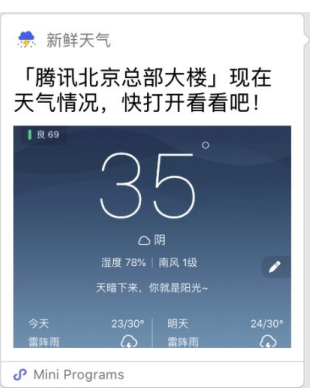 新鲜天气
「腾讯北京总部大楼」现在
天气情况，快打开看看吧！
良 69
35°
阴
湿度 78% | 南风 1级
天暗下来，你就是阳光~
今天 23/30° 明天 24/30°
雷阵雨 雷阵雨
Mini Programs